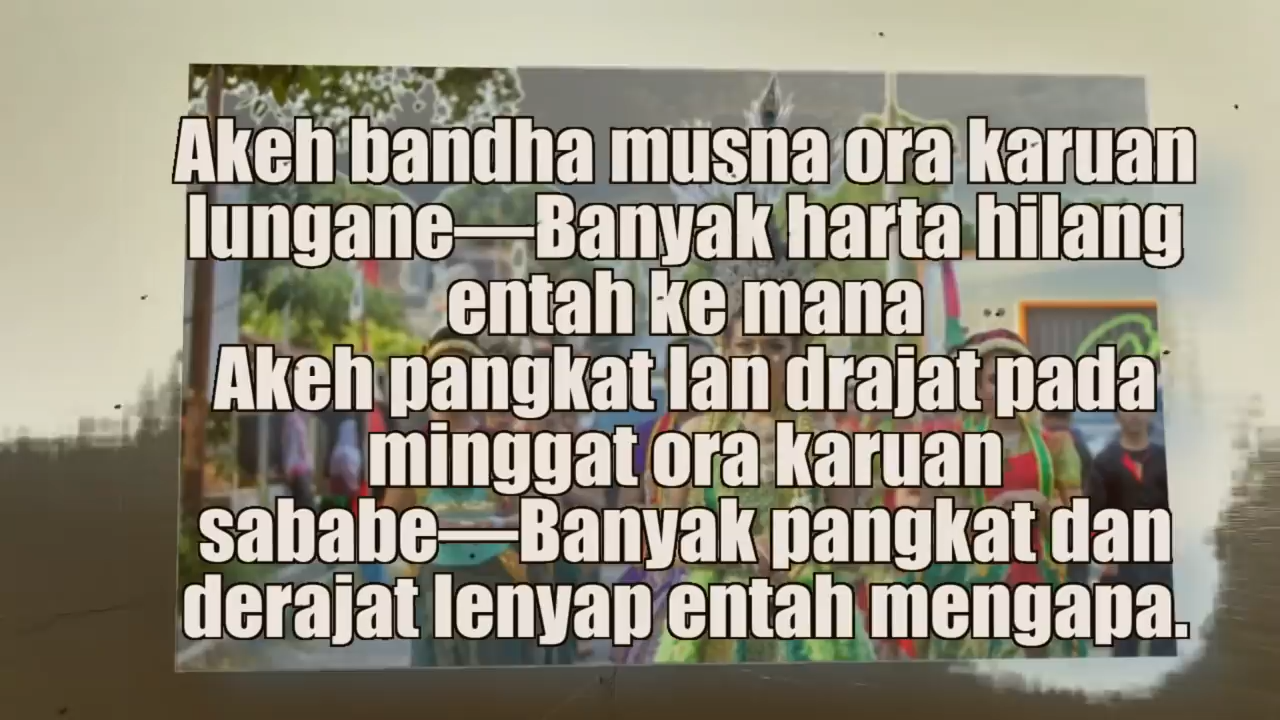 Akeh bandha musna ora karuan
lungane—Banyak harta hilang
entah ke mana
Akeh pangkat lan drajat pada
minggat ora karuan
sababe—Banyak pangkat dan
derajat lenyap entah mengapa.